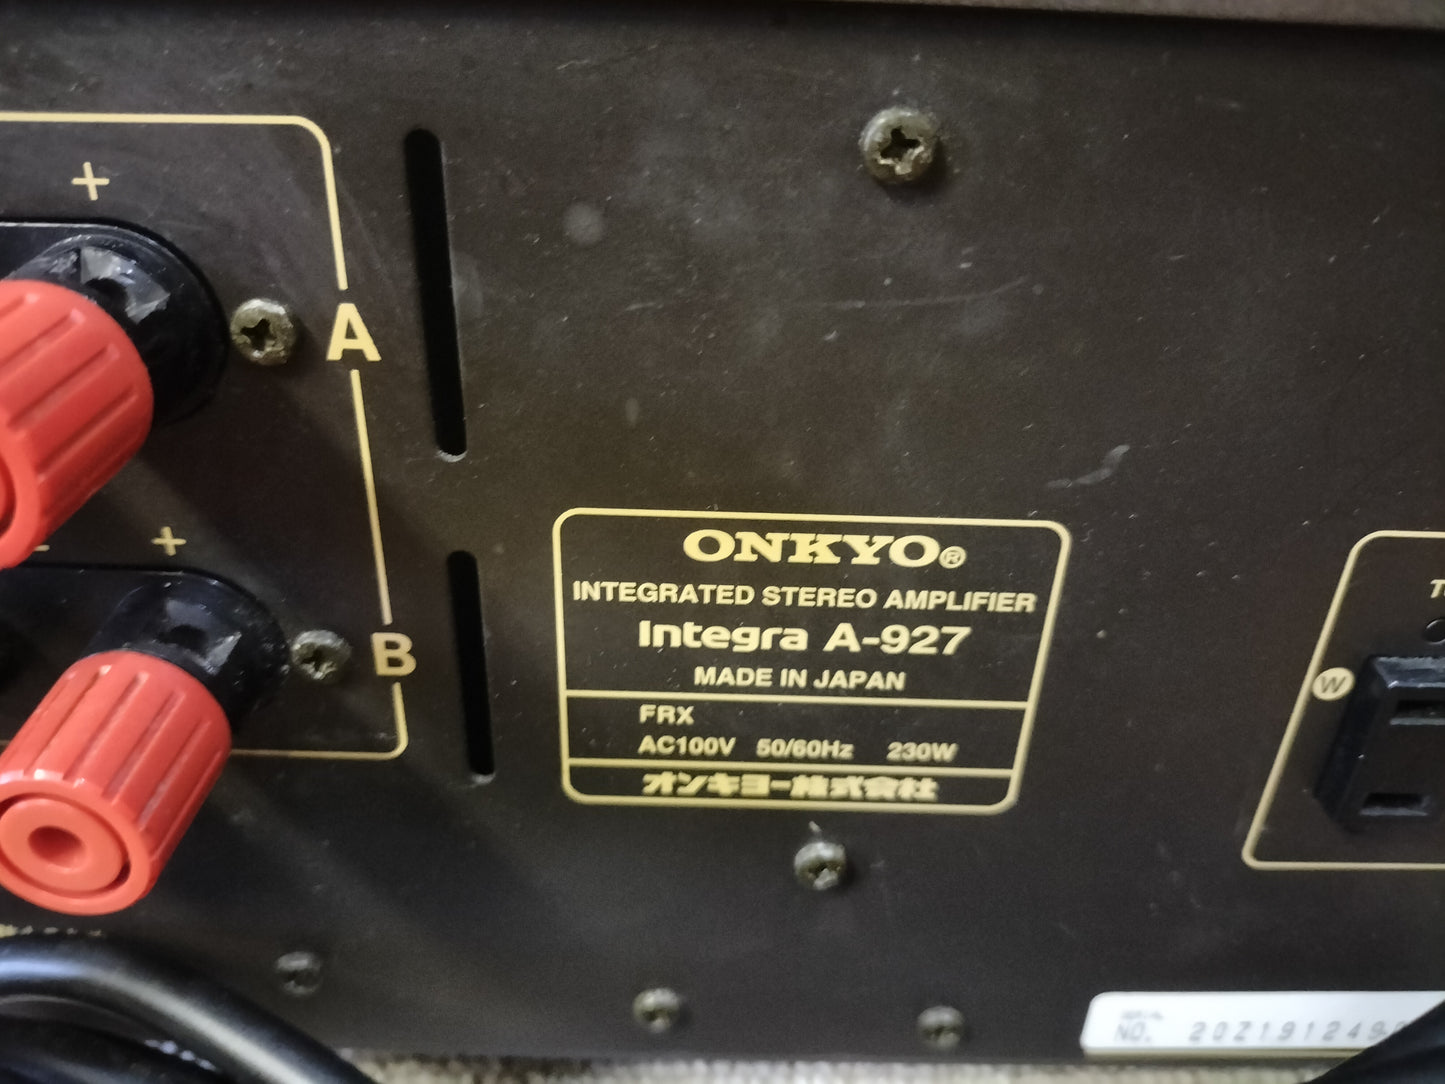 +
A
+
B
ONKYO®
INTEGRATED STEREO AMPLIFIER
Integra A-927
MADE IN JAPAN
FRX
AC100V 50/60Hz 230W
オンキヨー株式会社
W
NO.